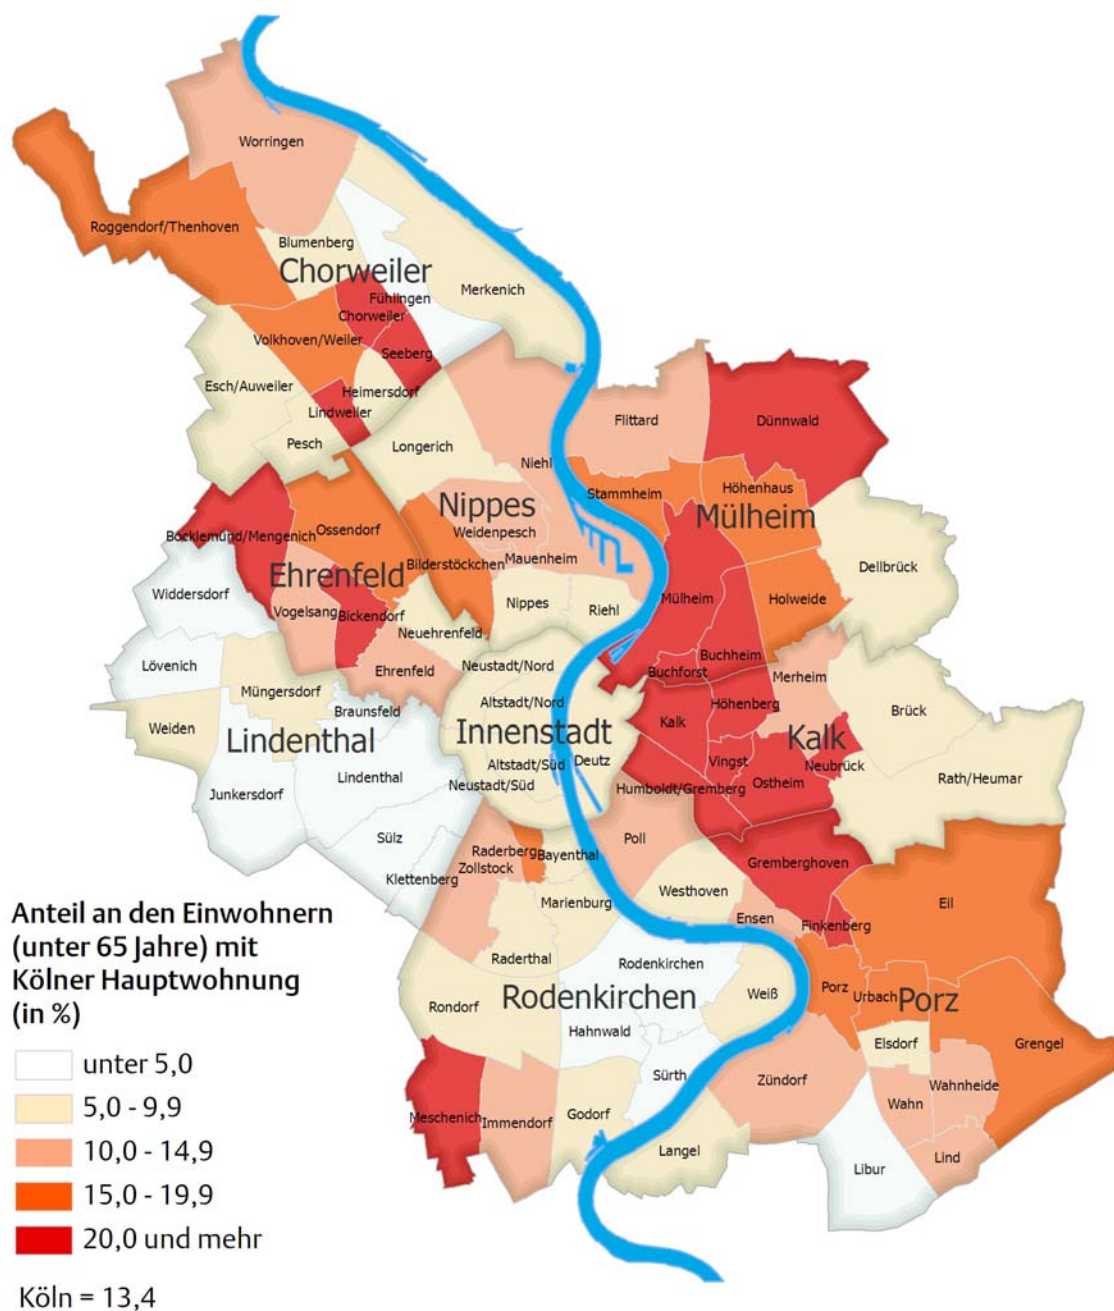 Worringen
Roggendorf/Thenhoven
Blumenberg
Chorweiler
Merkenich
Fühlingen
Chorweiler
Volkhoven/Weiler
Seeberg
Esch/Auweiler
Heimersdorf
Lindweiler
Pesch
Longerich
Flittard
Dünnwald
Niehl
Höhenhaus
Stammheim
Nippes
Mülheim
Weidenpesch
Ossendorf
Bocklemünd/Mengenich
Mauenheim
Bilderstöckchen
Dellbrück
Ehrenfeld
Widdersdorf
Mülheim
Holweide
Nippes
Riehl
Vogelsang
Bickendorf
Neuehrenfeld
Buchheim
Lövenich
Neustadt/Nord
Ehrenfeld
Buchforst
Merheim
Müngersdorf
Altstadt/Nord
Höhenberg
Braunsfeld
Brück
Kalk
Weiden
Innenstadt
Kalk
Lindenthal
Altstadt/Süd
Deutz
Vingst
Neubrück
Lindenthal
Rath/Heumar
Neustadt/Süd
Ostheim
Humboldt/Gremberg
Junkersdorf
Sülz
Poll
Raderberg
Bayenthal
Gremberghoven
Zollstock
Klettenberg
Westhoven
Marienburg
Eil
Anteil an den Einwohnern
(unter 65 Jahre) mit
Kölner Hauptwohnung
(in %)
Ensen
Finkenberg
Raderthal
Rodenkirchen
Porz
Weiß
Urbach
Porz
Rodenkirchen
Rondorf
Hahnwald
Elsdorf
Grengel
Sürth
Zündorf
Wahnheide
Wahn
Meschenich
Immendorf
Godorf
Langel
Lind
Libur
unter 5,0
5,0 - 9,9
10,0 - 14,9
15,0 - 19,9
20,0 und mehr
Köln = 13,4